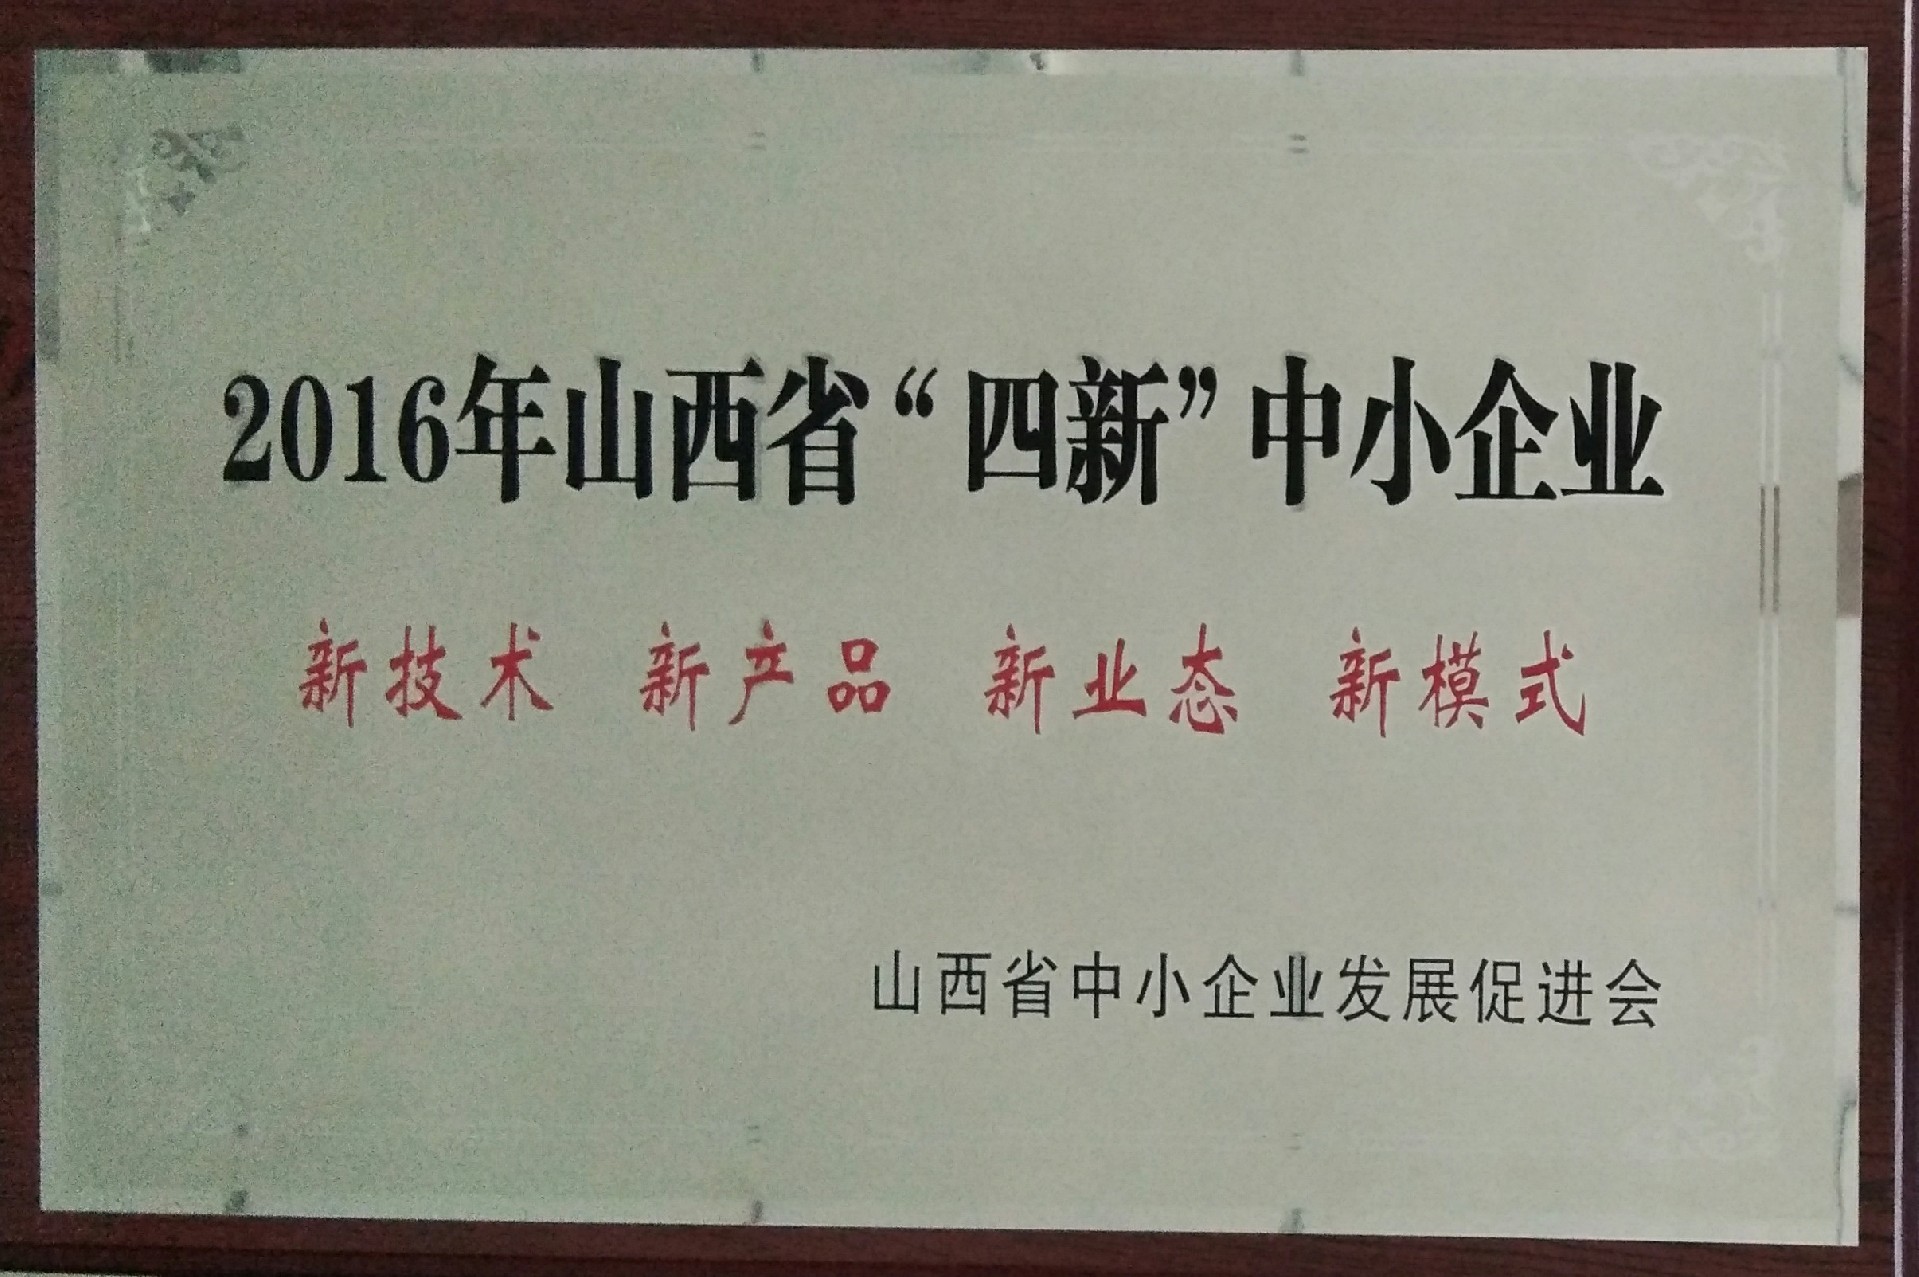 2016年山西省“四新”中小企业
新技术 新产品 新业态 新模式
山西省中小企业发展促进会